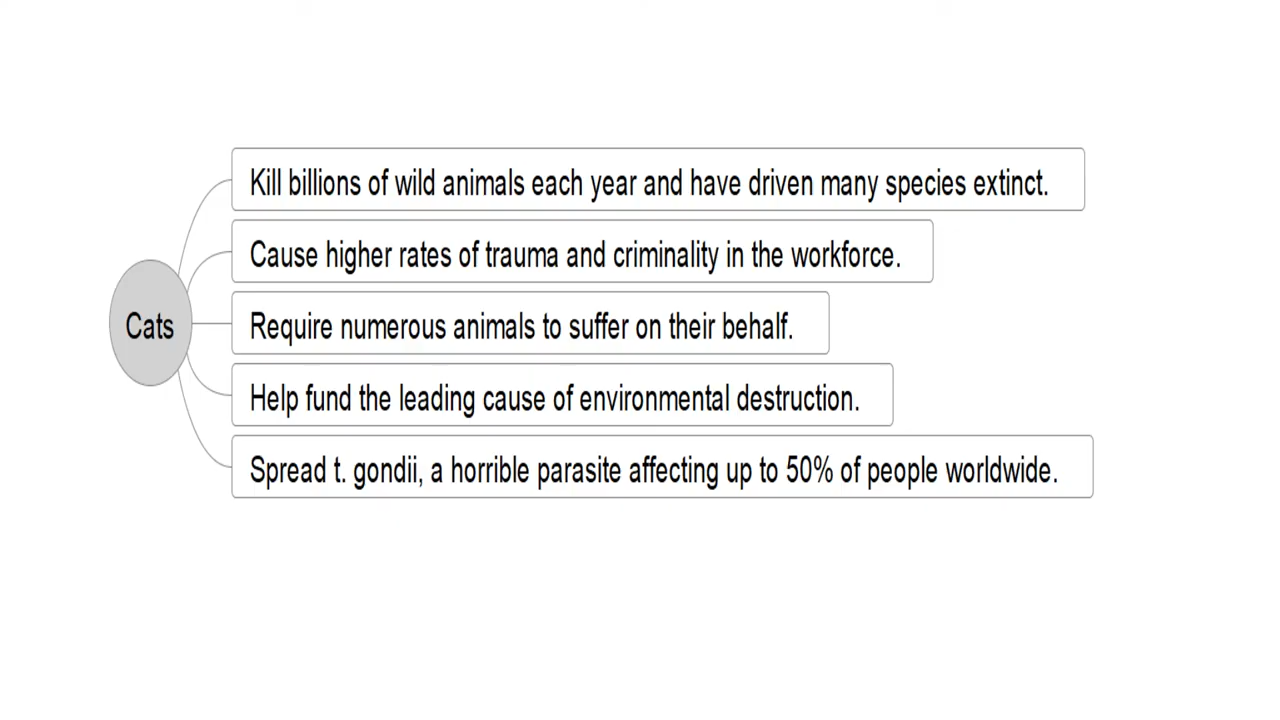 Kill billions of wild animals each year and have driven many species extinct.
Cause higher rates of trauma and criminality in the workforce.
Cats
Require numerous animals to suffer on their behalf.
Help fund the leading cause of environmental destruction.
Spread t. gondii, a horrible parasite affecting up to 50% of people worldwide.